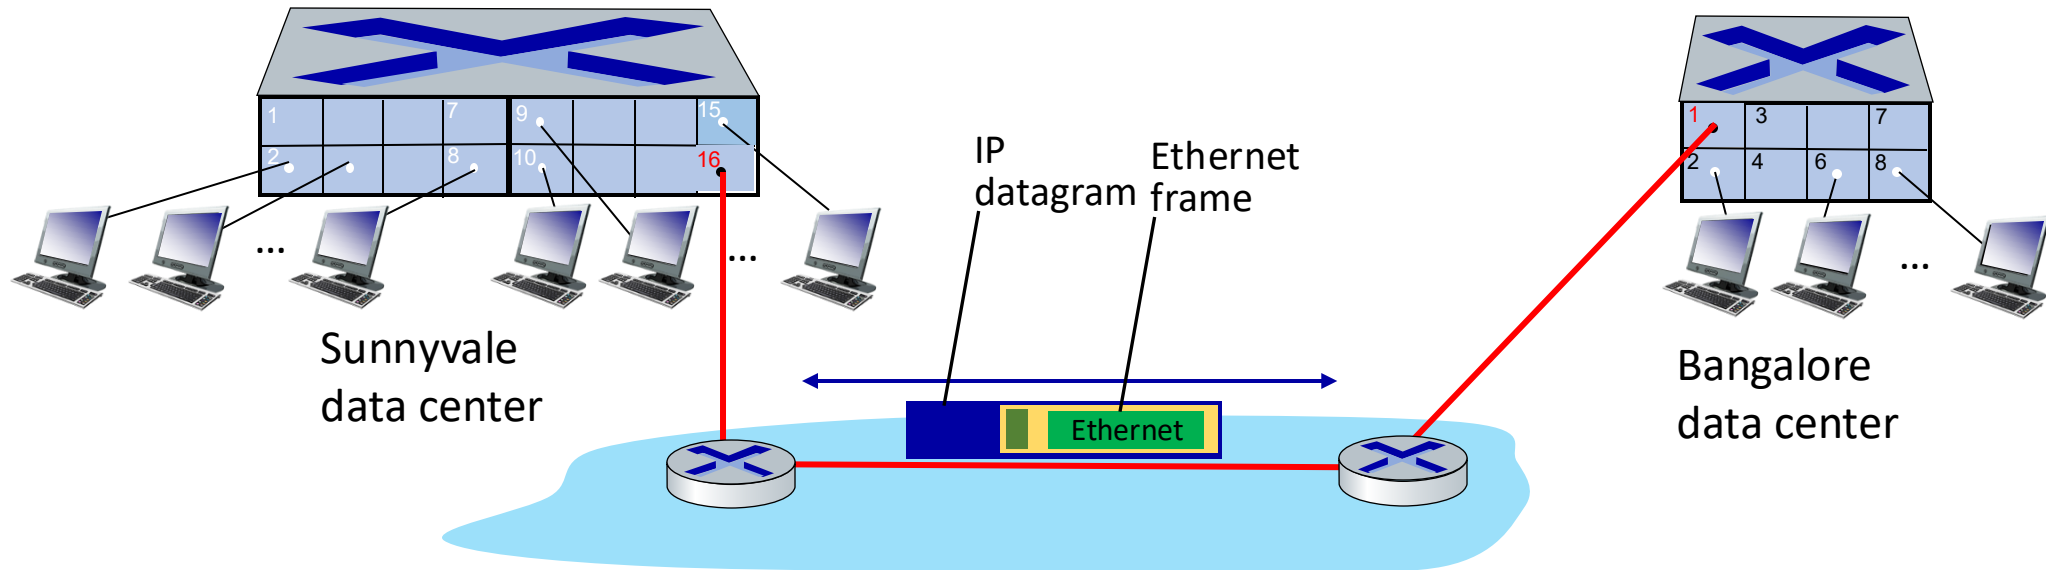 1
7
9
15
2
8
10
16
...
...
Sunnyvale
data center
IP
datagram
Ethernet
frame
Ethernet
1
3
7
2
4
6
8
...
Bangalore
data center